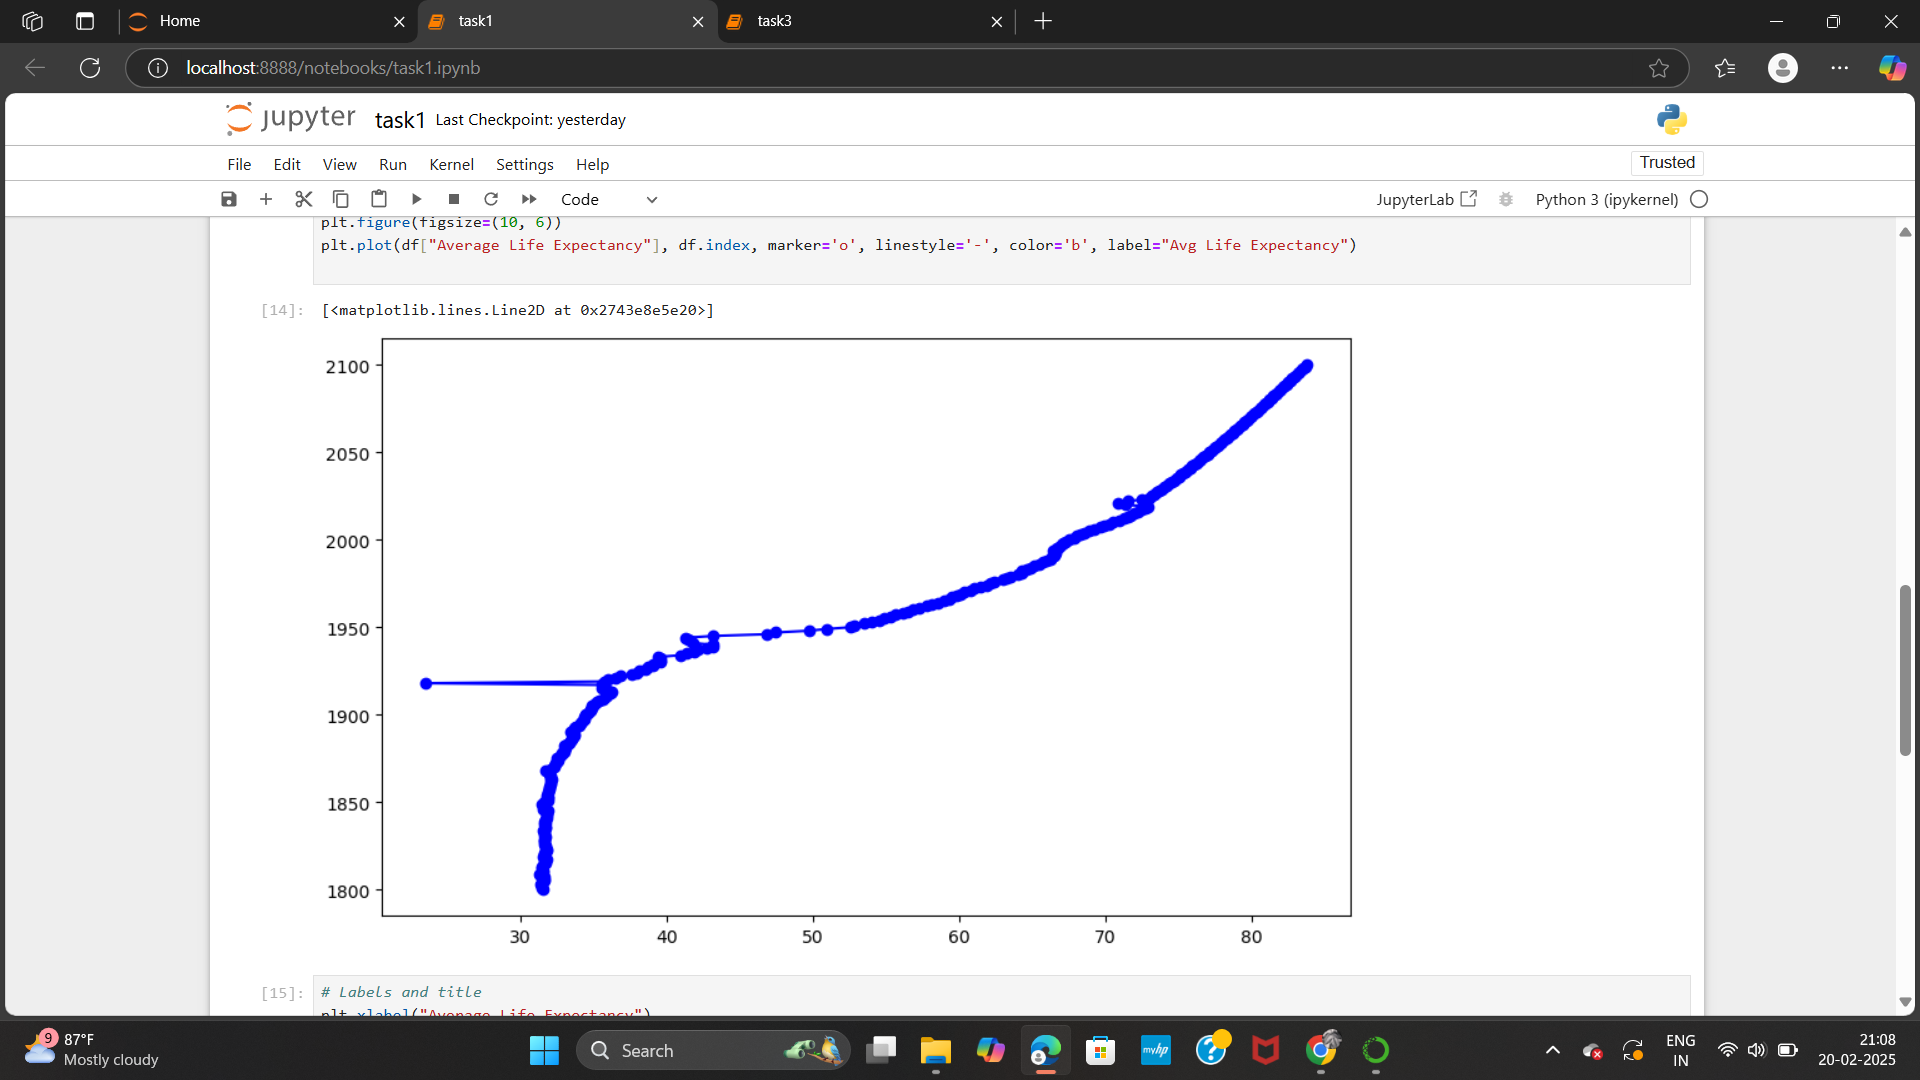 Home
task1
task3
localhost:8888/notebooks/task1.ipynb
jupyter task1 Last Checkpoint: yesterday
File Edit View Run Kernel Settings Help
Trusted
Code
JupyterLab
Python 3 (ipykernel)
plt.figure(figsize=(10, 6))
plt.plot(df["Average Life Expectancy"], df.index, marker='o', linestyle='-', color='b', label="Avg Life Expectancy")
[14]: [<matplotlib.lines.Line2D at 0x2743e8e5e20>]
2100
2050
2000
1950
1900
1850
1800
30 40 50 60 70 80
[15]: # Labels and title
plt.xlabel("Average Life Expectancy")
9
87°F
Mostly cloudy
Search
myhp
ENG
IN
21:08
20-02-2025